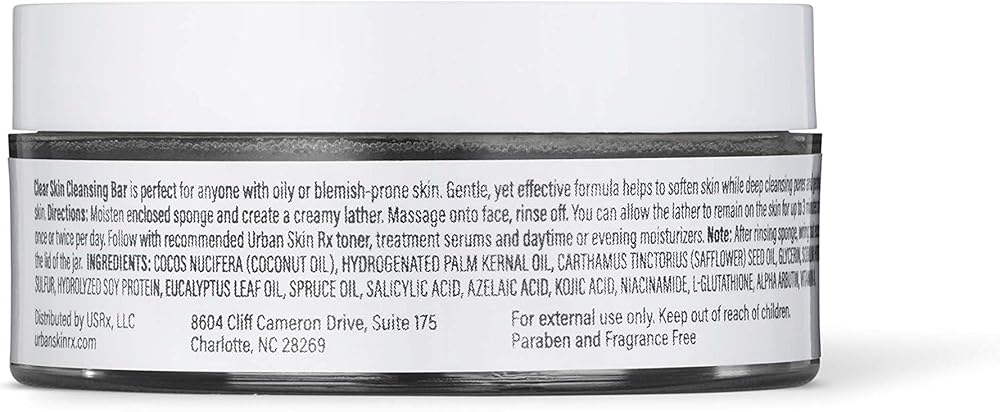 Clear Skin Cleansing Bar is perfect for anyone with oily or blemish-prone skin. Gentle, yet effective formula helps to soften skin while deep cleansing pores
skin. Directions: Moisten enclosed sponge and create a creamy lather. Massage onto face, rinse off. You can allow the lather to remain on the skin for up to 3
once or twice per day. Follow with recommended Urban Skin Rx toner, treatment serums and daytime or evening moisturizers. Note: After rinsing sponge,
the lid of the jar. INGREDIENTS: COCOS NUCIFERA (COCONUT OIL), HYDROGENATED PALM KERNAL OIL, CARTHAMUS TINCTORIUS (SAFFLOWER) SEED OIL, GLYCERIN,
SULFUR, HYDROLYZED SOY PROTEIN, EUCALYPTUS LEAF OIL, SPRUCE OIL, SALICYLIC ACID, AZELAIC ACID, KOJIC ACID, NIACINAMIDE, L-GLUTATHIONE, ALPHA ARBUTIN,
Distributed by USRx, LLC
urbanskinrx.com
8604 Cliff Cameron Drive, Suite 175
Charlotte, NC 28269
For external use only. Keep out of reach of children.
Paraben and Fragrance Free